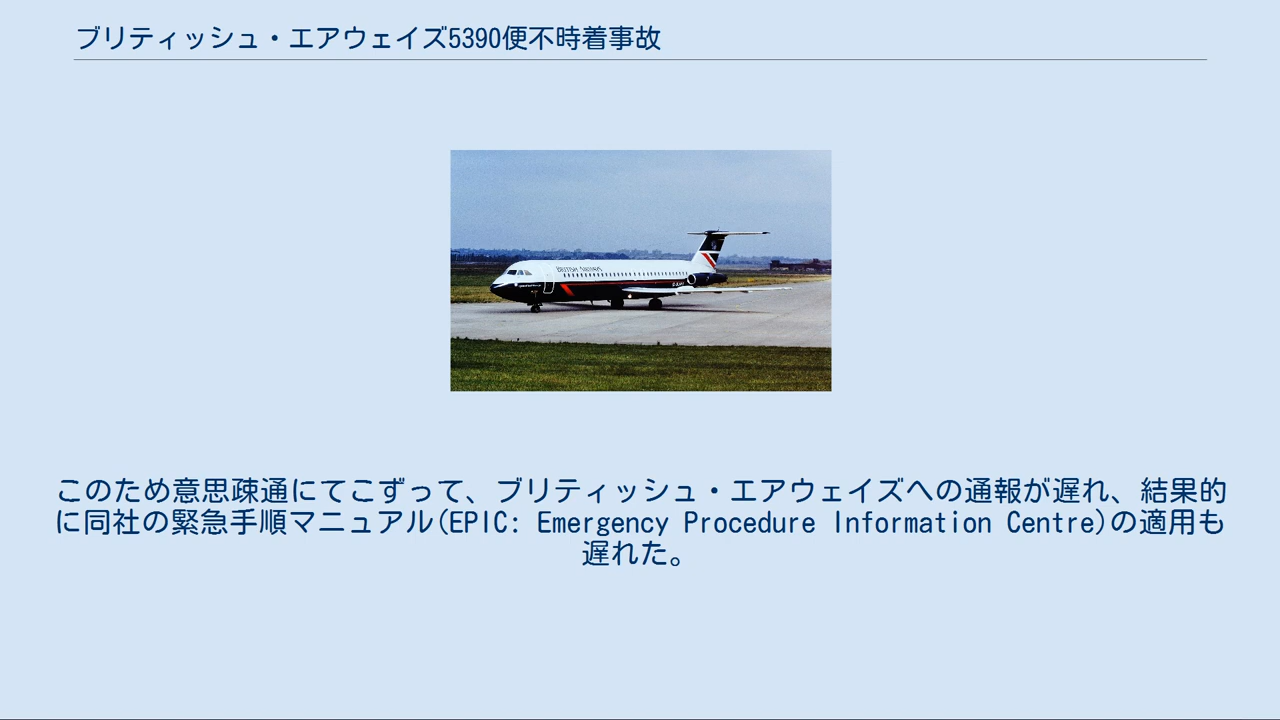 ブリティッシュ・エアウェイズ5390便不時着事故
BRITISH AIRWAYS
このため意思疎通にてこずって、ブリティッシュ・エアウェイズへの通報が遅れ、結果的
に同社の緊急手順マニュアル(EPIC: Emergency Procedure Information Centre)の適用も
遅れた。